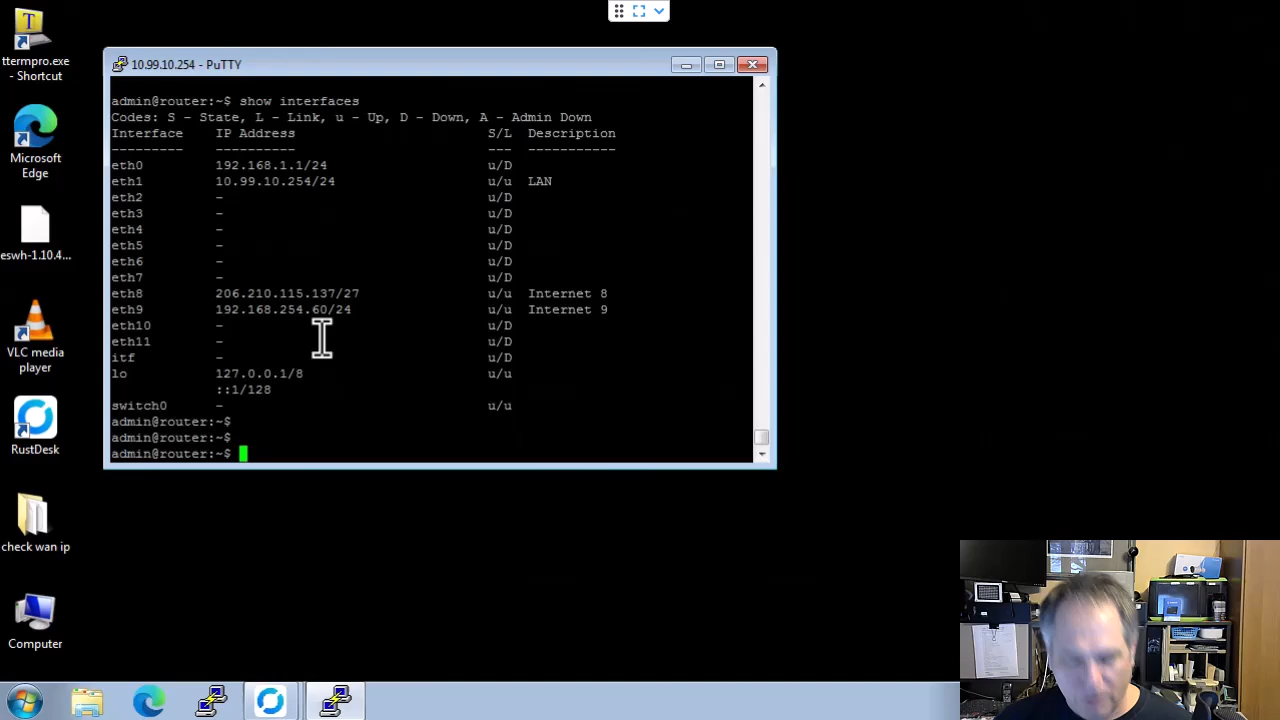 ttermpro.exe
- Shortcut
Microsoft
Edge
eswh-1.10.4...
VLC media
player
RustDesk
check wan ip
Computer
10.99.10.254 - PuTTY
admin@router:~$ show interfaces
Codes: S - State, L - Link, u - Up, D - Down, A - Admin Down
Interface    IP Address                        S/L  Description
---------    ----------                        ---  -----------
eth0         192.168.1.1/24                    u/D
eth1         10.99.10.254/24                   u/u  LAN
eth2         -                                 u/D
eth3         -                                 u/D
eth4         -                                 u/D
eth5         -                                 u/D
eth6         -                                 u/D
eth7         -                                 u/D
eth8         206.210.115.137/27                u/u  Internet 8
eth9         192.168.254.60/24                 u/u  Internet 9
eth10        -                                 u/D
eth11        -                                 u/D
itf          -                                 u/D
lo           127.0.0.1/8                       u/u
             ::1/128
switch0      -                                 u/u
admin@router:~$
admin@router:~$
admin@router:~$